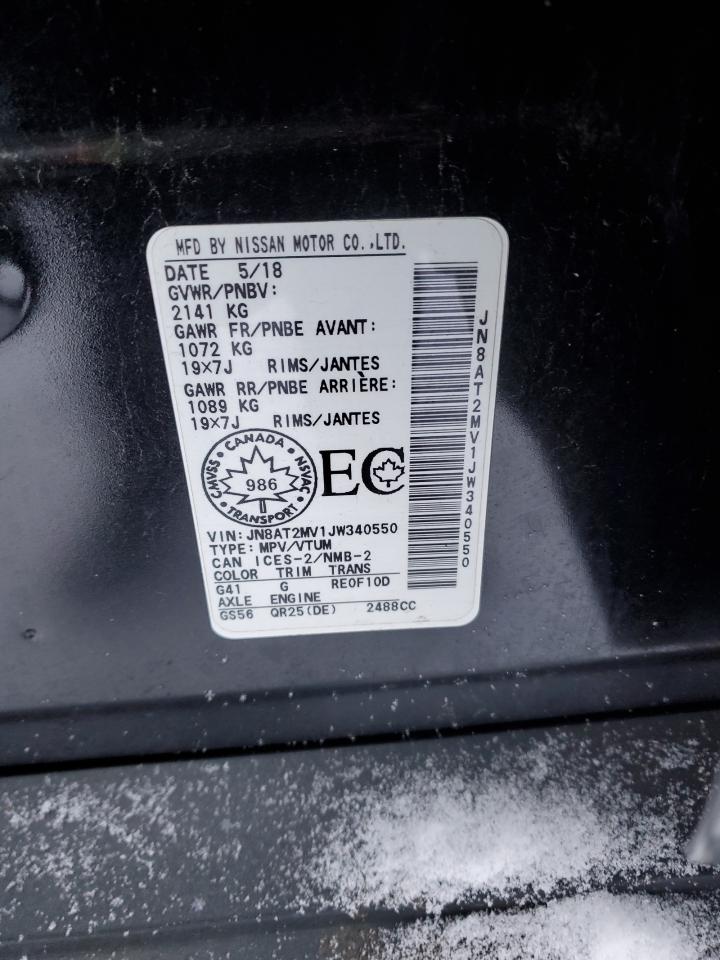 MFD BY NISSAN MOTOR CO.,LTD.
DATE 5/18
GVWR/PNBV:
2141 KG
GAWR FR/PNBE AVANT:
1072 KG
19×7J RIMS/JANTES
GAWR RR/PNBE ARRIÈRE:
1089 KG
19×7J RIMS/JANTES
CANADA
CMVSS NSVAC
986
TRANSPORT
EC
VIN:JN8AT2MV1JW340550
TYPE:MPV/VTUM
CAN ICES-2/NMB-2
COLOR TRIM TRANS
G41 G RE0F10D
AXLE ENGINE
GS56 QR25(DE) 2488CC
JN8AT2MV1JW340550